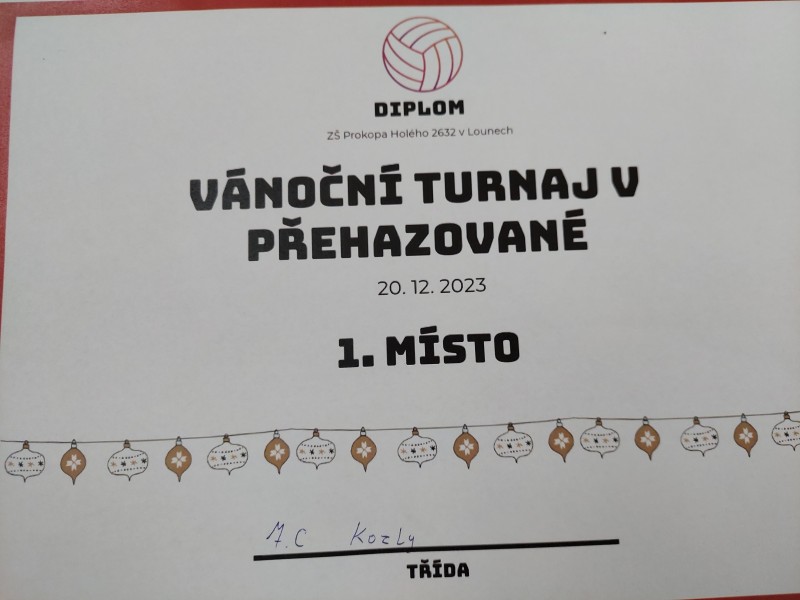 DIPLOM
ZŠ Prokopa Holého 2632 v Lounech
VÁNOČNÍ TURNAJ V
PŘEHAZOVANÉ
20. 12. 2023
1. MÍSTO
7.C Kozly
TŘÍDA